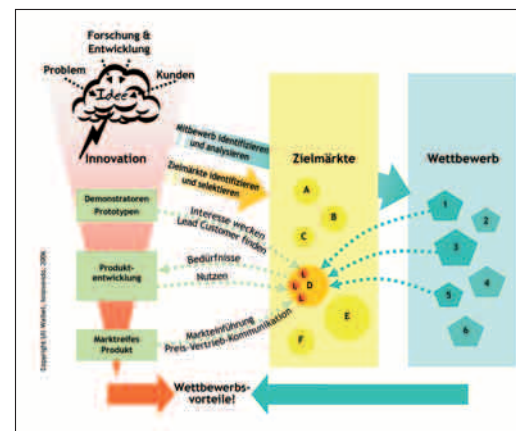 Forschung &
Entwicklung
Problem
Kunden
Idee
Innovation
Mitbewerb identifizieren
und analysieren
Zielmärkte identifizieren
und selektieren
Zielmärkte
Wettbewerb
Demonstratoren
Prototypen
Interesse wecken
Lead Customer finden
Produkt-
entwicklung
Bedürfnisse
Nutzen
Marktreifes
Produkt
Markteinführung
Preis-Vertrieb-Kommunikation
A
B
C
L
L
L
L
D
E
F
1
2
3
4
5
6
Wettbewerbs-
vorteile!